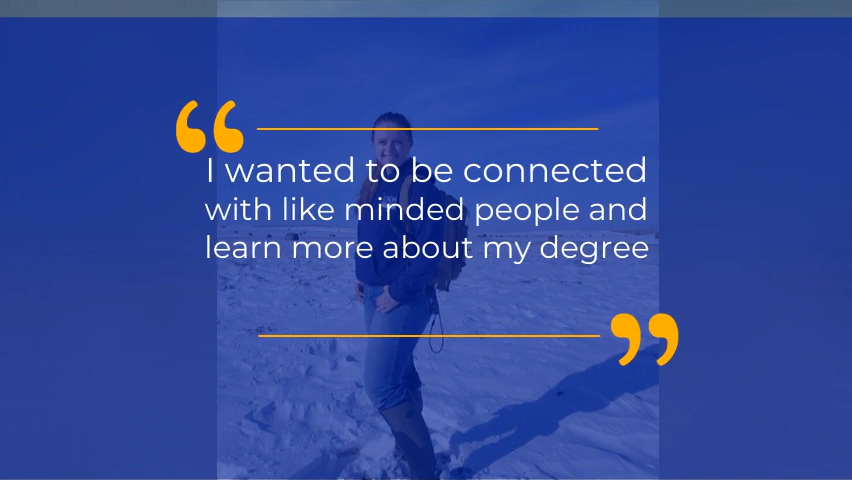 I wanted to be connected
with like minded people and
learn more about my degree